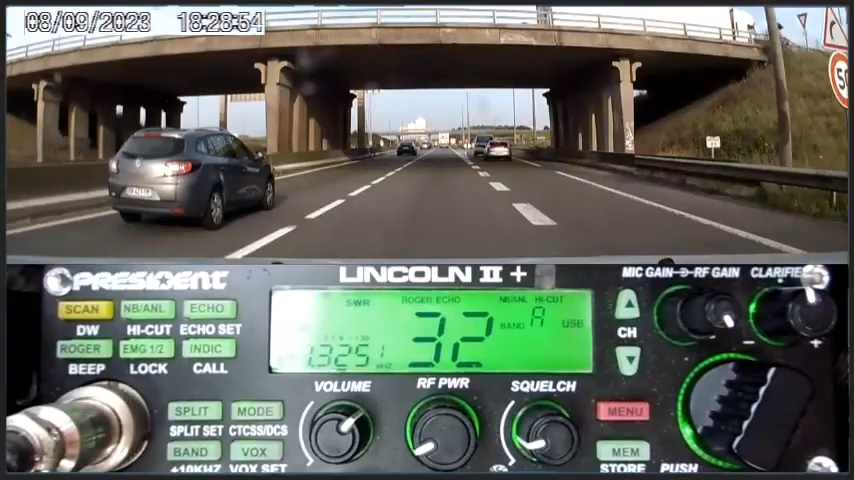 08/09/2023 18:28:54
50
PRESIDENT
LINCOLN II +
MIC GAIN RF GAIN CLARIFIER
SCAN NB/ANL ECHO
DW HI-CUT ECHO SET
ROGER EMG 1/2 INDIC
BEEP LOCK CALL
SWR ROGER ECHO NB/ANL HI-CUT
32 BAND A USB
CH
VOLUME RF PWR SQUELCH
SPLIT MODE
SPLIT SET CTCSS/DCS
BAND VOX
+10KHZ VOX SET
MENU
MEM
STORE PUSH